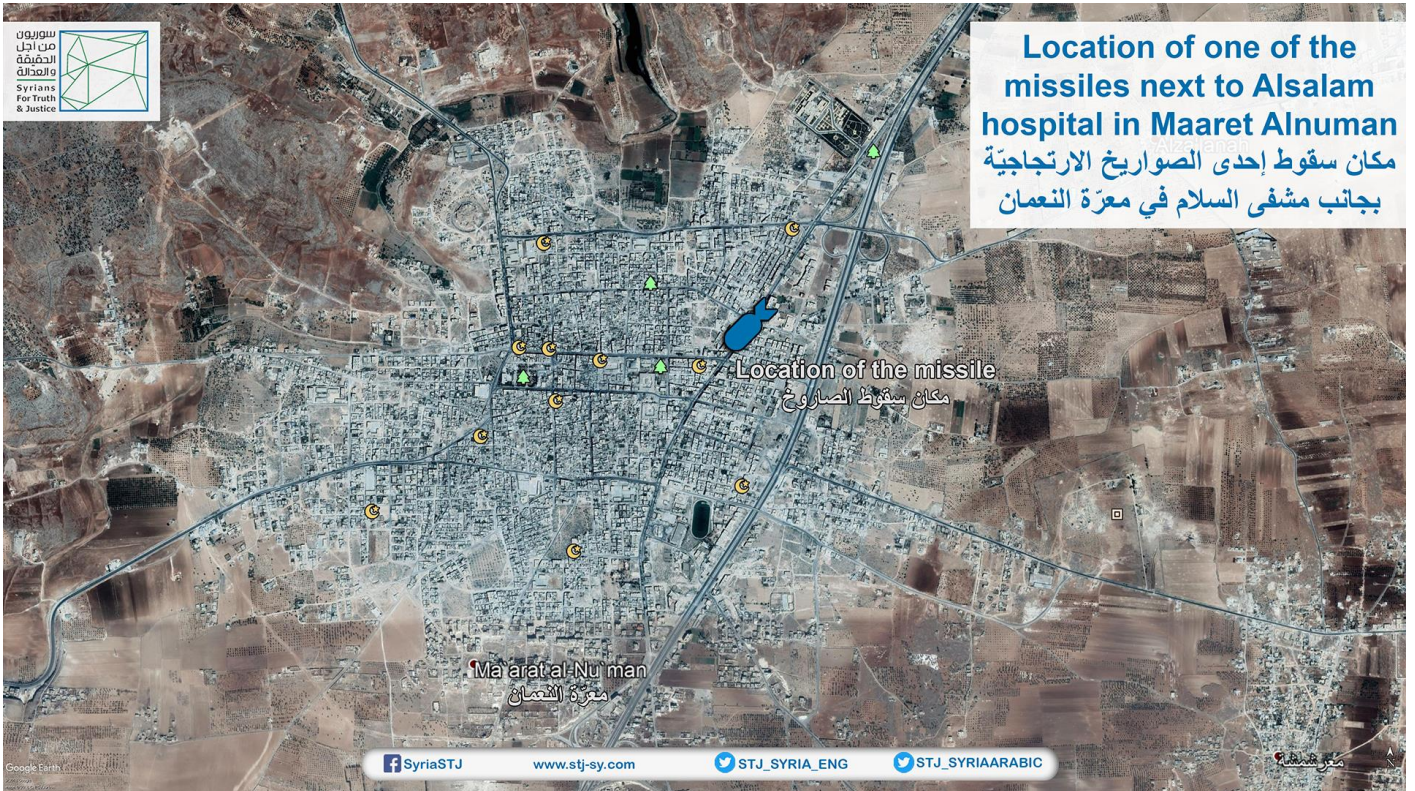 سوريون
من أجل
الحقيقة
والعدالة
Syrians
For Truth
& Justice
Location of one of the
missiles next to Alsalam
hospital in Maaret Alnuman
مكان سقوط إحدى الصواريخ الارتجاجيّة
بجانب مشفى السلام في معرّة النعمان
Location of the missile
مكان سقوط الصاروخ
Ma`arat al-Nu`man
معرّة النعمان
معرشمشة
Google Earth
N
SyriaSTJ
www.stj-sy.com
STJ_SYRIA_ENG
STJ_SYRIAARABIC